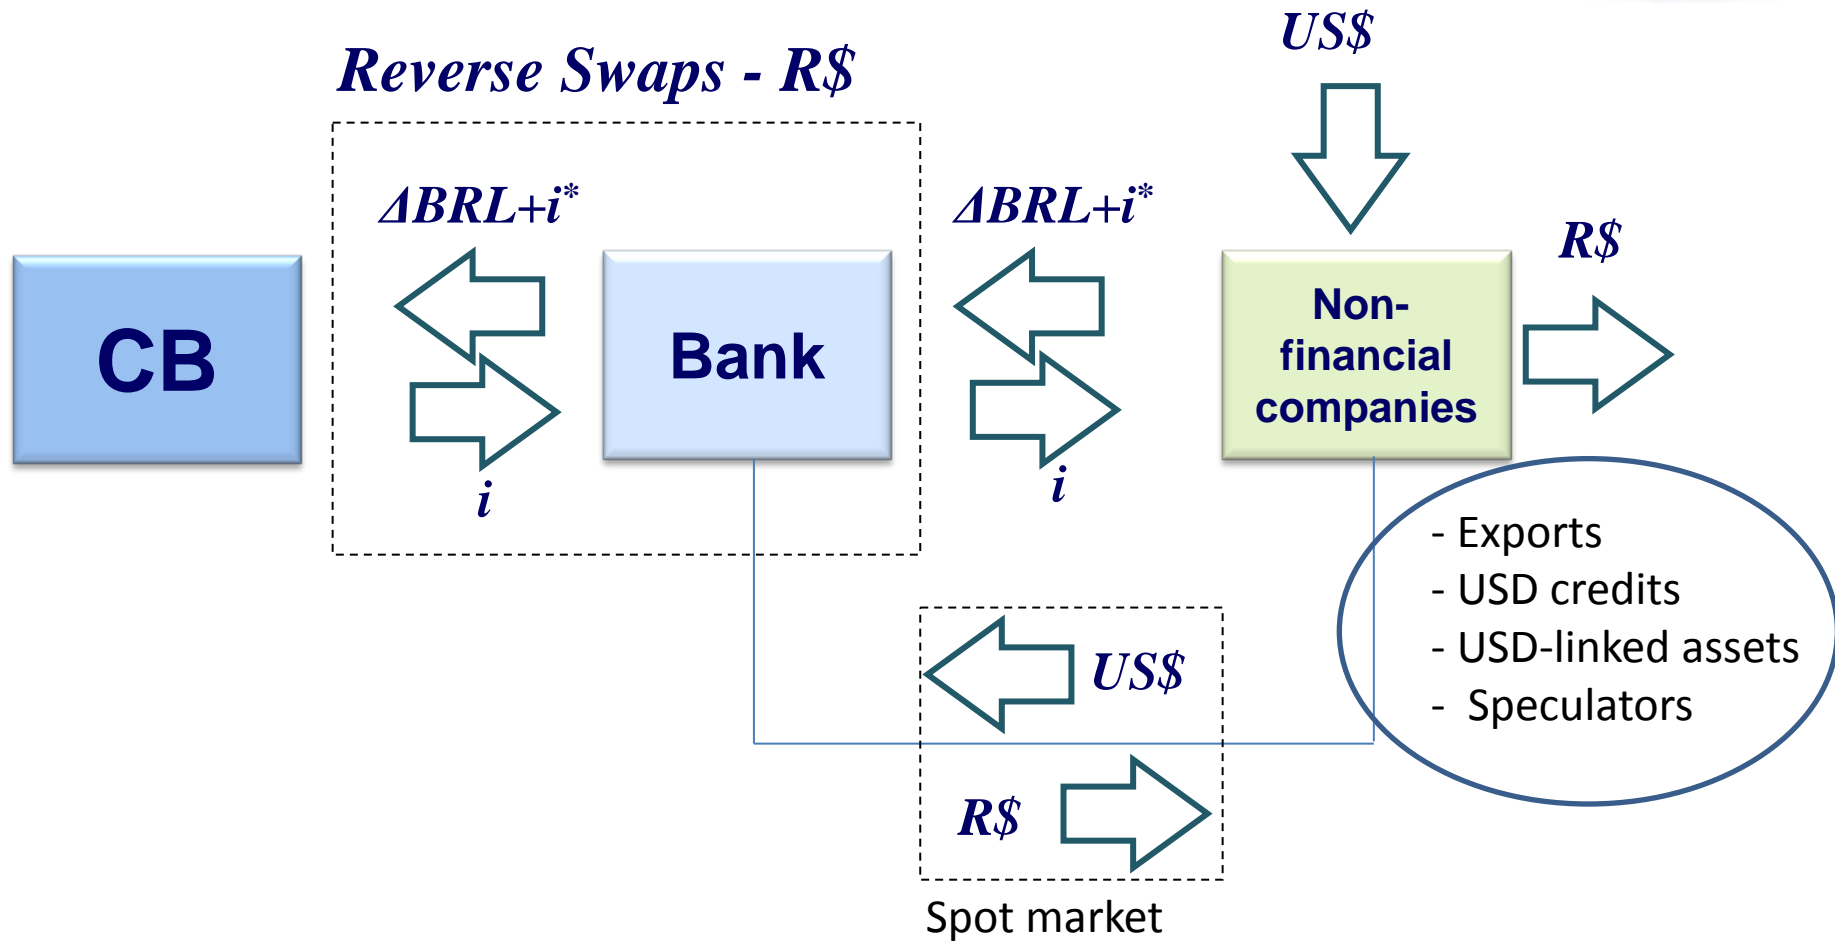 US$
Reverse Swaps - R$
ΔBRL+i*
ΔBRL+i*
R$
CB
Bank
Non-
financial
companies
i
i
- Exports
- USD credits
- USD-linked assets
- Speculators
US$
R$
Spot market